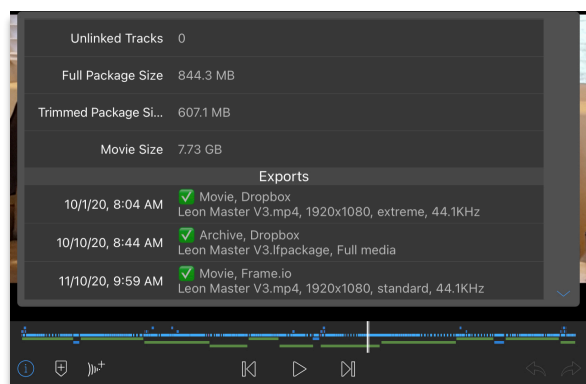 Unlinked Tracks 0
Full Package Size 844.3 MB
Trimmed Package Si... 607.1 MB
Movie Size 7.73 GB
Exports
10/1/20, 8:04 AM ✅ Movie, Dropbox
Leon Master V3.mp4, 1920x1080, extreme, 44.1KHz
10/10/20, 8:44 AM ✅ Archive, Dropbox
Leon Master V3.lfpackage, Full media
11/10/20, 9:59 AM ✅ Movie, Frame.io
Leon Master V3.mp4, 1920x1080, standard, 44.1KHz